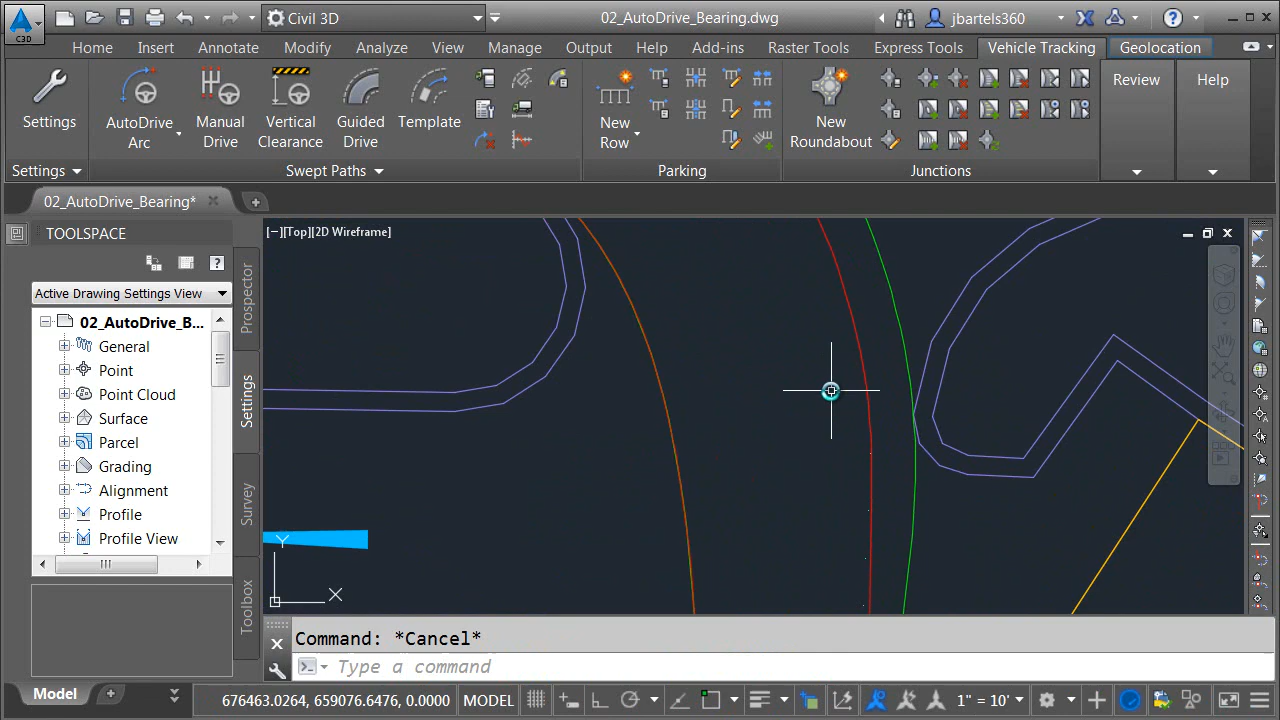 C3D
Civil 3D
02_AutoDrive_Bearing.dwg
jbartels360
Home
Insert
Annotate
Modify
Analyze
View
Manage
Output
Help
Add-ins
Raster Tools
Express Tools
Vehicle Tracking
Geolocation
Settings
AutoDrive
Arc
Manual
Drive
Vertical
Clearance
Guided
Drive
Template
New
Row
New
Roundabout
Review
Help
Settings
Swept Paths
Parking
Junctions
02_AutoDrive_Bearing*
TOOLSPACE
[−][Top][2D Wireframe]
Active Drawing Settings View
02_AutoDrive_B...
General
Point
Point Cloud
Surface
Parcel
Grading
Alignment
Profile
Profile View
Prospector
Settings
Survey
Toolbox
Y
X
Command: *Cancel*
Type a command
Model
676463.0264, 659076.6476, 0.0000
MODEL
1" = 10'